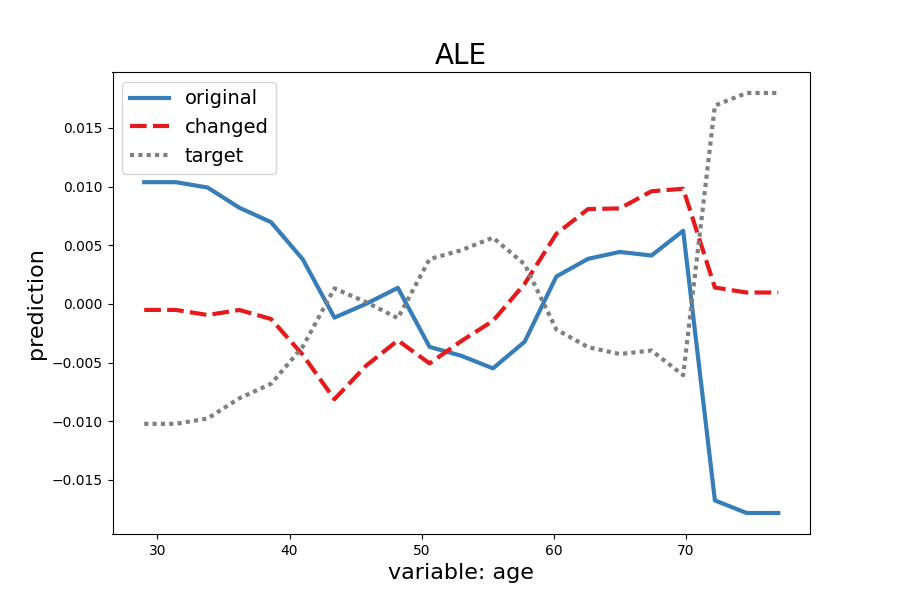 ALE
original
changed
target
prediction
0.015
0.010
0.005
0.000
−0.005
−0.010
−0.015
30 40 50 60 70
variable: age